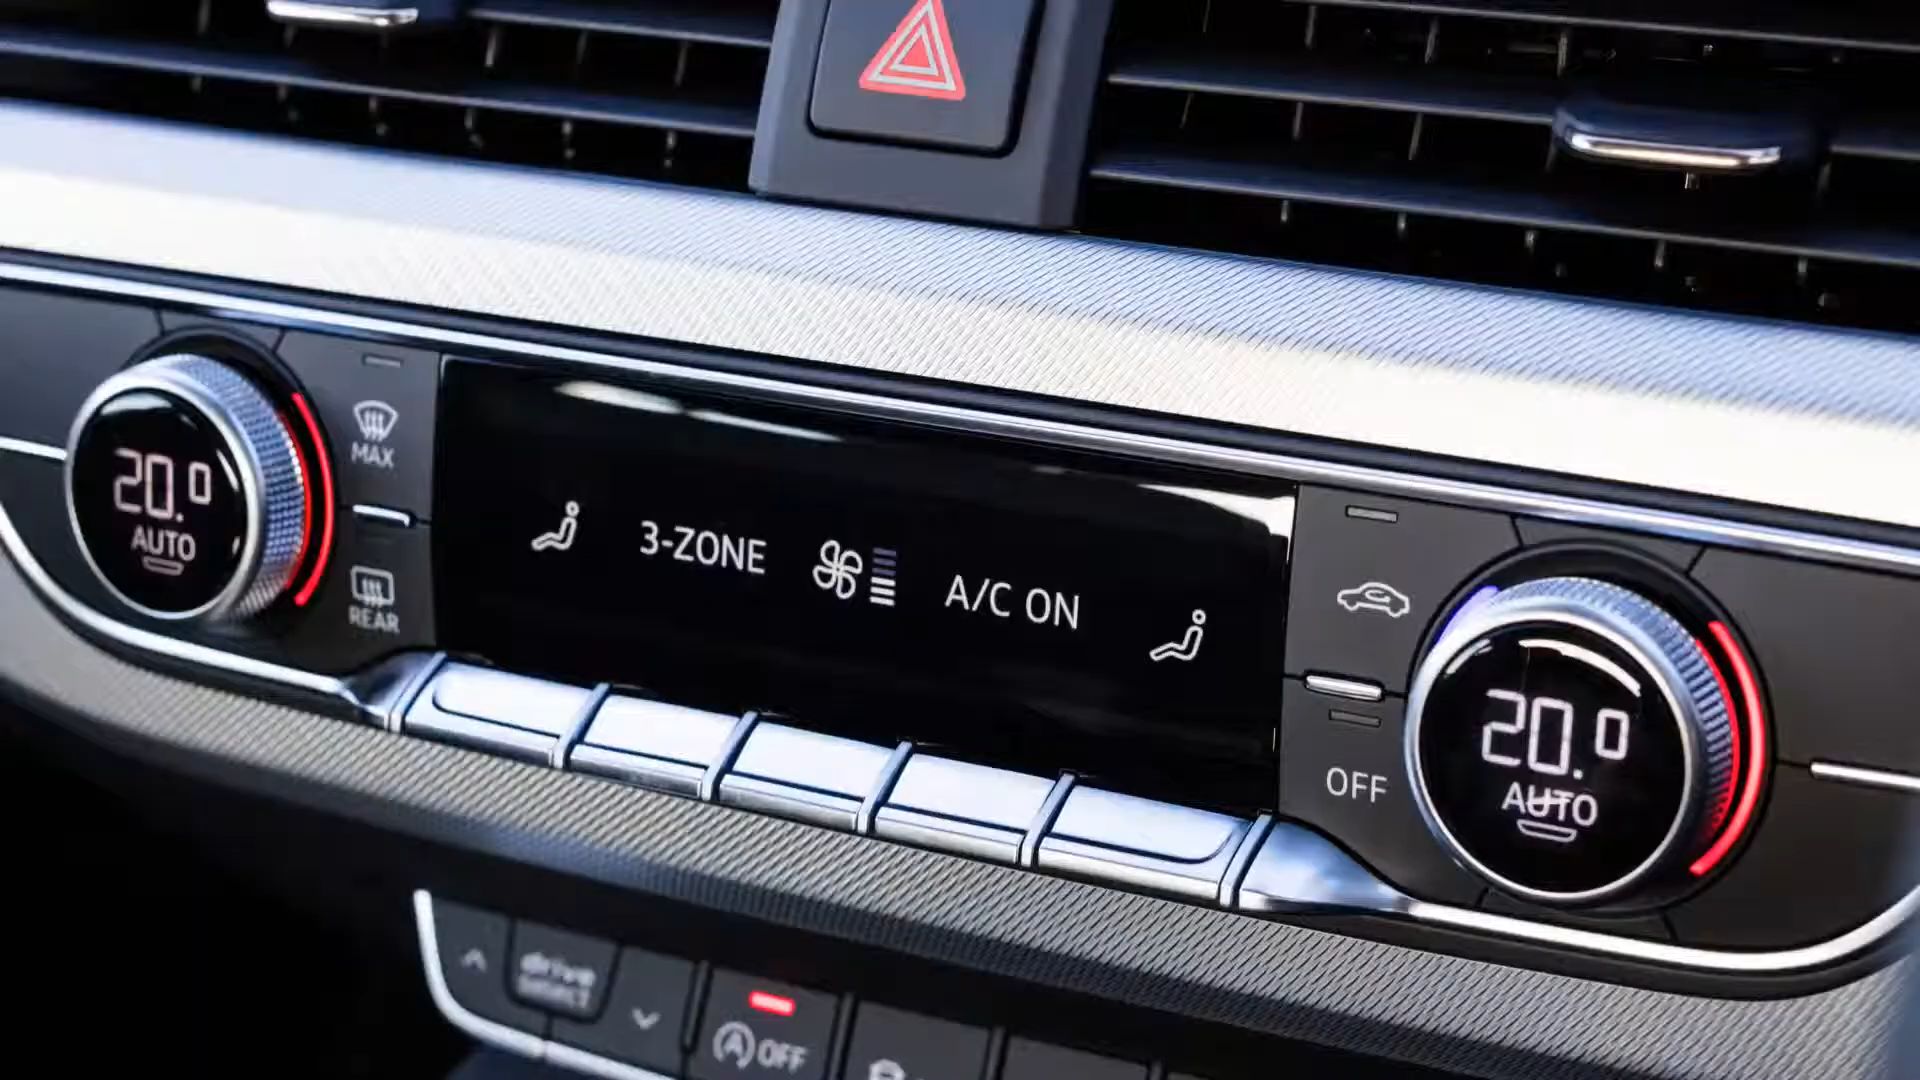 20.0
AUTO
MAX
REAR
3-ZONE
A/C ON
OFF
20.0
AUTO
drive
SELECT
A OFF